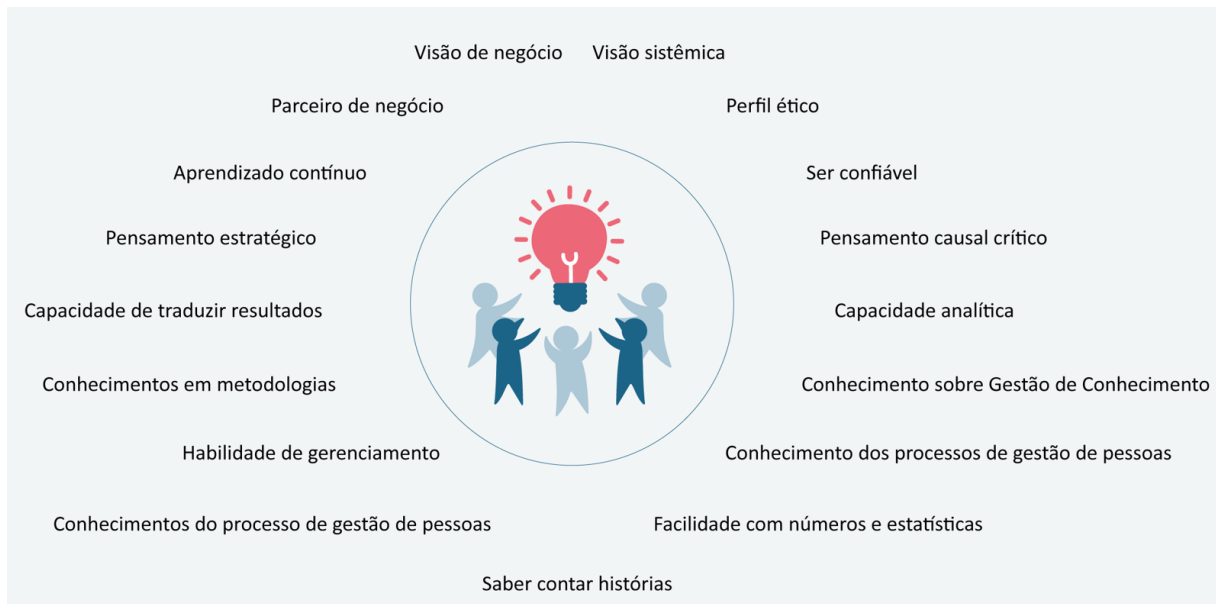 Visão de negócio
Visão sistêmica
Parceiro de negócio
Perfil ético
Aprendizado contínuo
Ser confiável
Pensamento estratégico
Pensamento causal crítico
Capacidade de traduzir resultados
Capacidade analítica
Conhecimentos em metodologias
Conhecimento sobre Gestão de Conhecimento
Habilidade de gerenciamento
Conhecimento dos processos de gestão de pessoas
Conhecimentos do processo de gestão de pessoas
Facilidade com números e estatísticas
Saber contar histórias